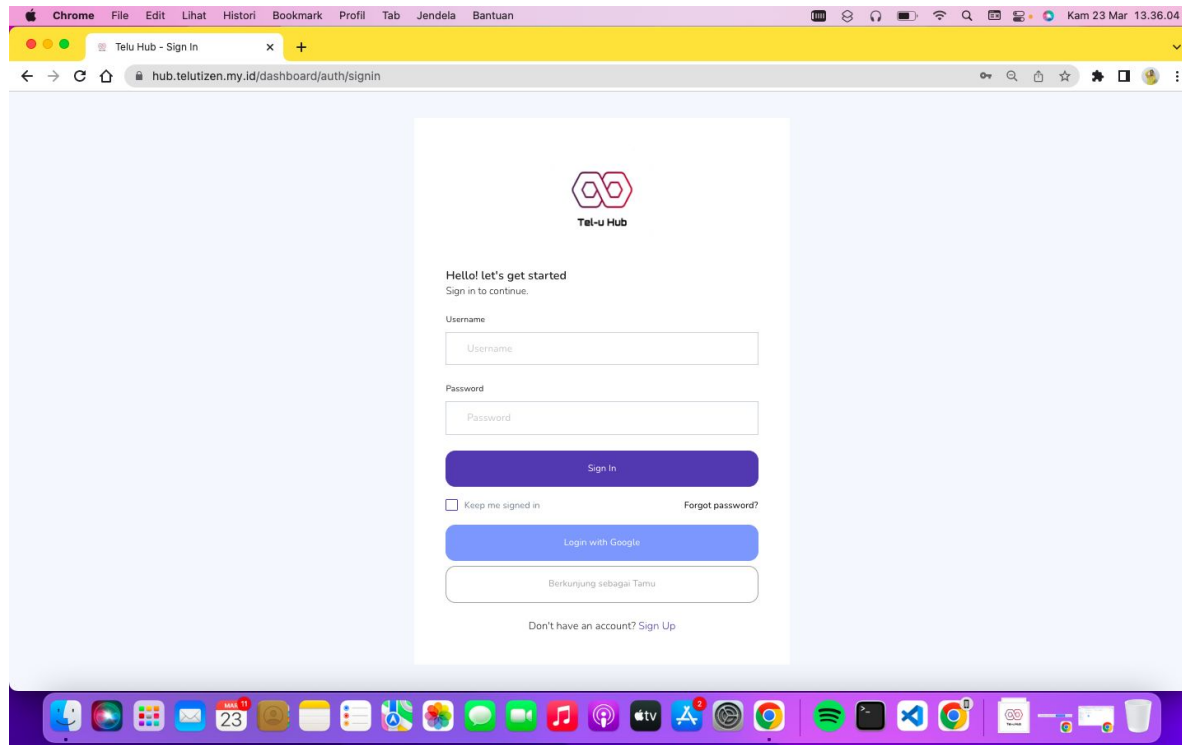 Chrome File Edit Lihat Histori Bookmark Profil Tab Jendela Bantuan Kam 23 Mar 13.36.04
Telu Hub - Sign In
hub.telutizen.my.id/dashboard/auth/signin
Tel-u Hub
Hello! let's get started
Sign in to continue.
Username
Username
Password
Password
Sign In
Keep me signed in Forgot password?
Login with Google
Berkunjung sebagai Tamu
Don't have an account? Sign Up
MAR 11
23
tv
2